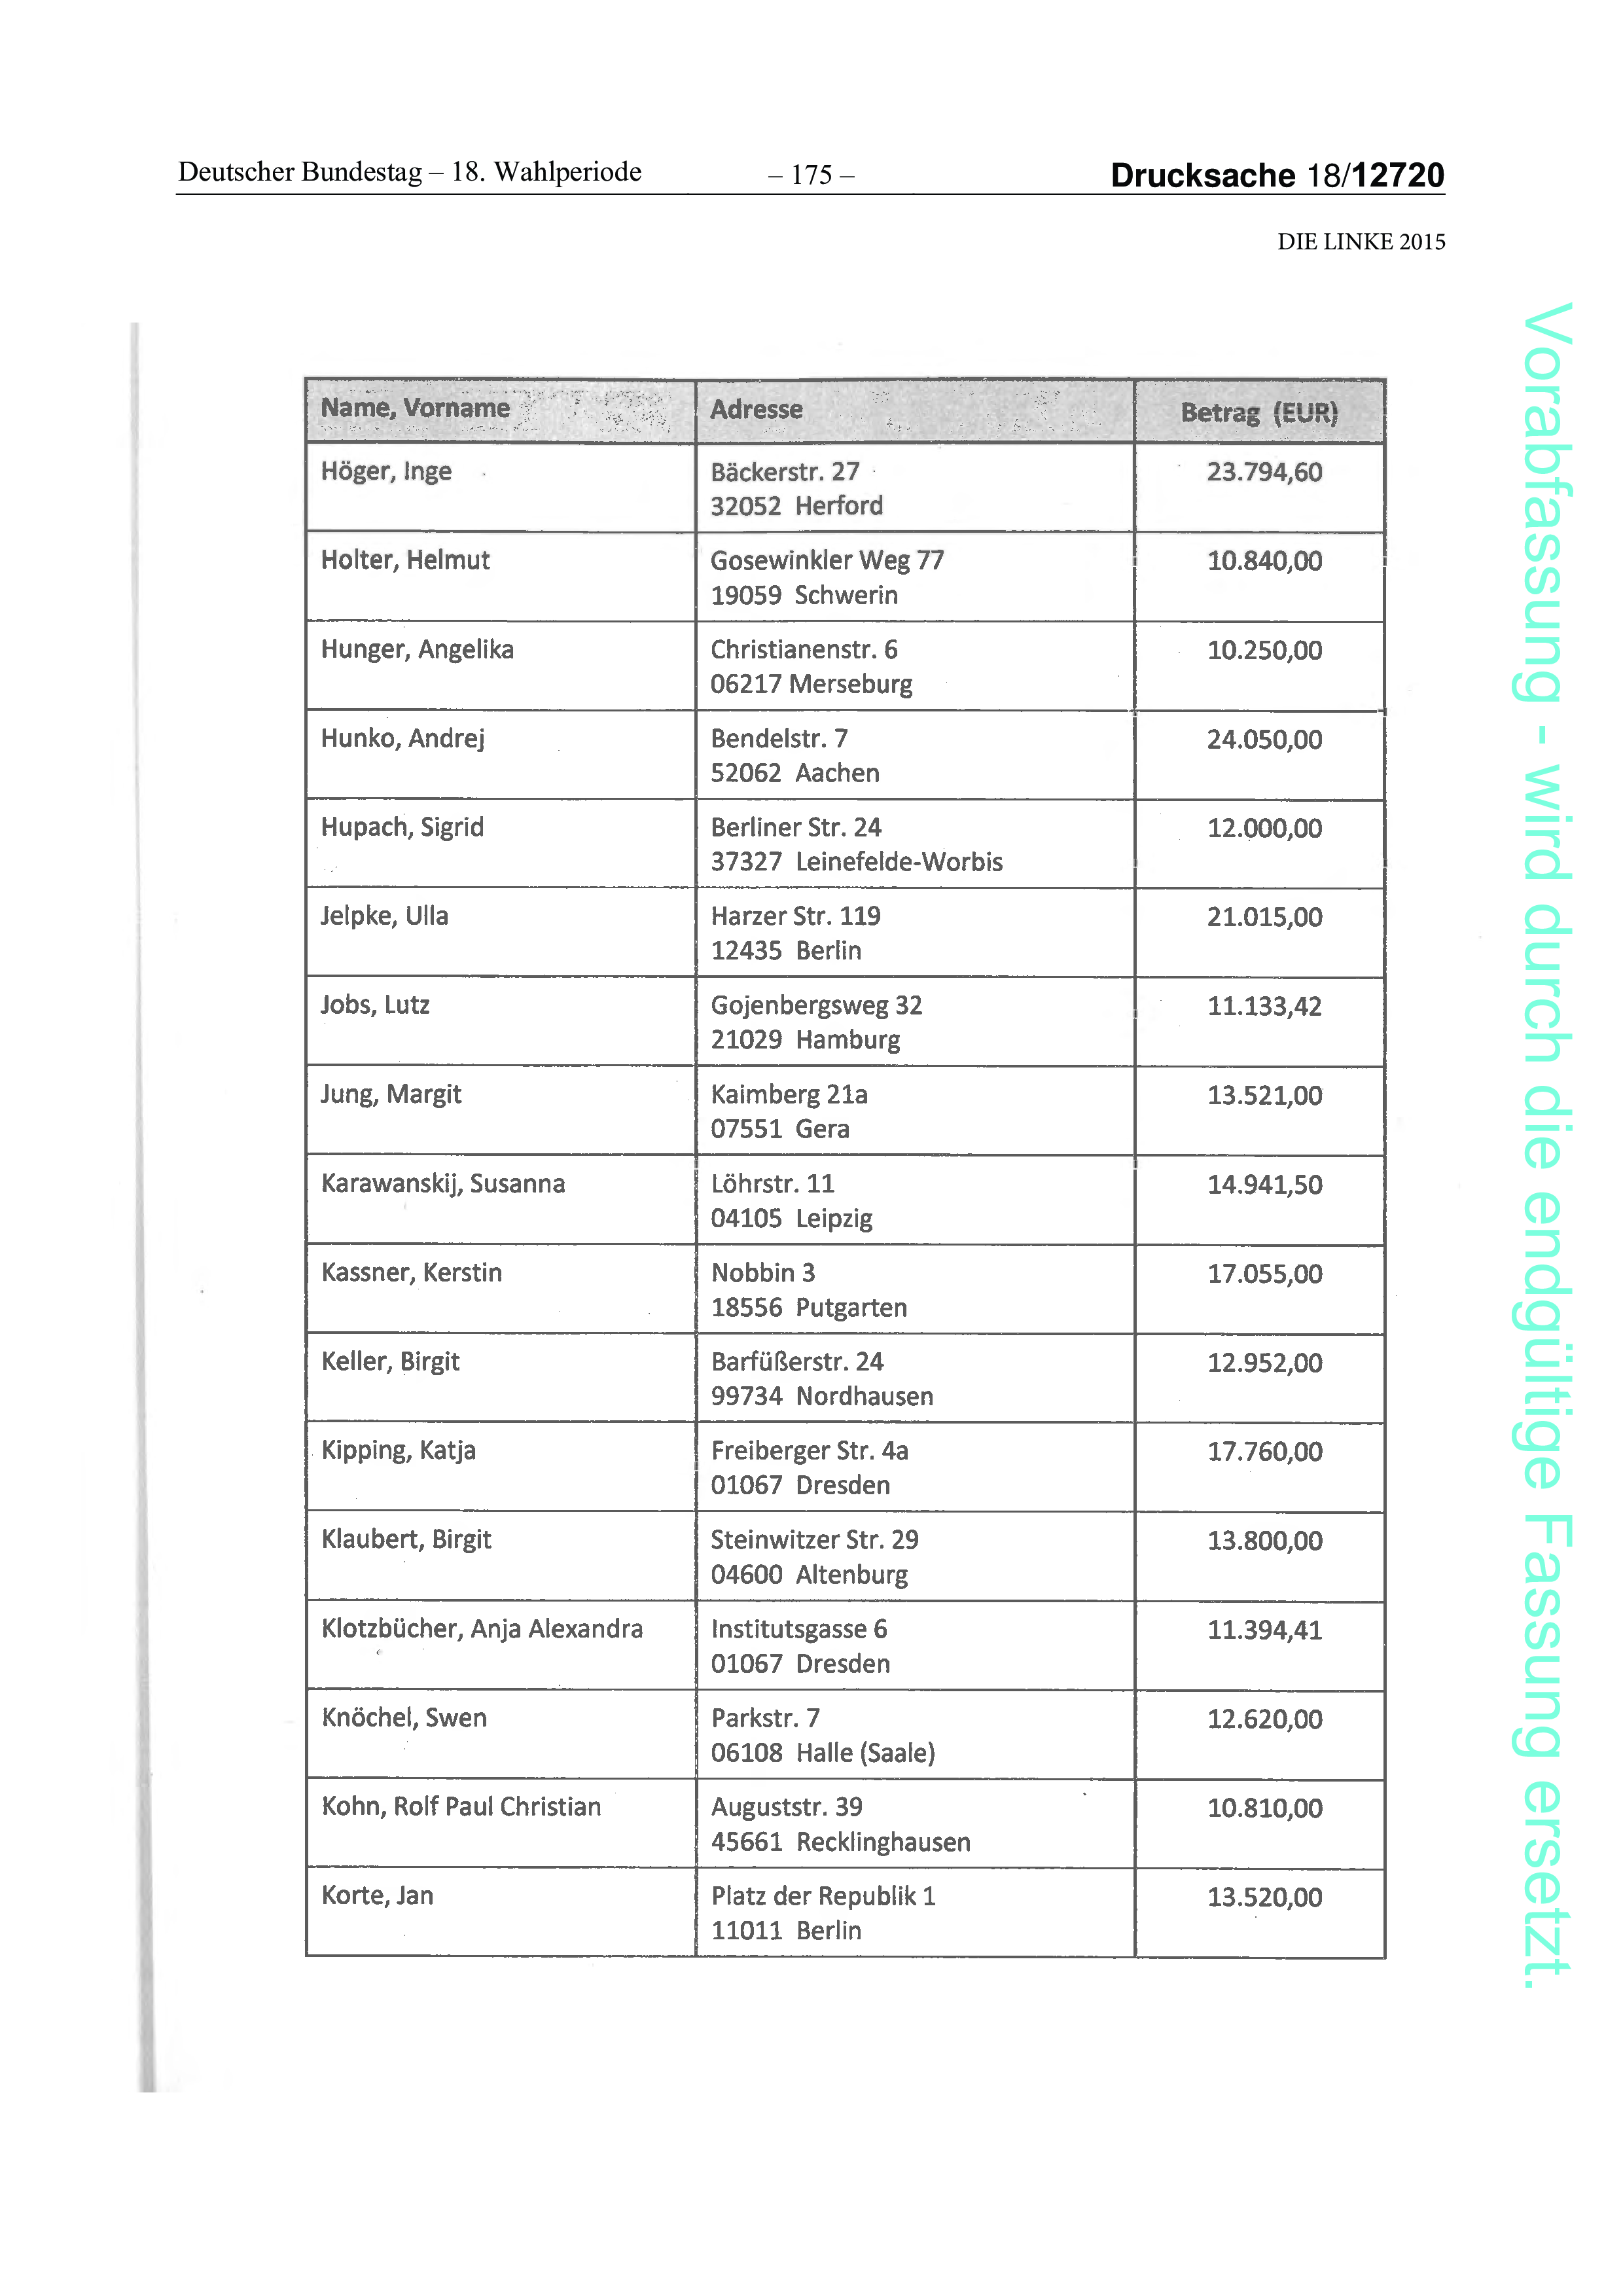 Deutscher Bundestag – 18. Wahlperiode – 175 – Drucksache 18/12720
DIE LINKE 2015
Name, Vorname Adresse Betrag (EUR)
Höger, Inge Bäckerstr. 27 23.794,60
32052 Herford
Holter, Helmut Gosewinkler Weg 77 10.840,00
19059 Schwerin
Hunger, Angelika Christianenstr. 6 10.250,00
06217 Merseburg
Hunko, Andrej Bendelstr. 7 24.050,00
52062 Aachen
Hupach, Sigrid Berliner Str. 24 12.000,00
37327 Leinefelde-Worbis
Jelpke, Ulla Harzer Str. 119 21.015,00
12435 Berlin
Jobs, Lutz Gojenbergsweg 32 11.133,42
21029 Hamburg
Jung, Margit Kaimberg 21a 13.521,00
07551 Gera
Karawanskij, Susanna Löhrstr. 11 14.941,50
04105 Leipzig
Kassner, Kerstin Nobbin 3 17.055,00
18556 Putgarten
Keller, Birgit Barfüßerstr. 24 12.952,00
99734 Nordhausen
Kipping, Katja Freiberger Str. 4a 17.760,00
01067 Dresden
Klaubert, Birgit Steinwitzer Str. 29 13.800,00
04600 Altenburg
Klotzbücher, Anja Alexandra Institutsgasse 6 11.394,41
01067 Dresden
Knöchel, Swen Parkstr. 7 12.620,00
06108 Halle (Saale)
Kohn, Rolf Paul Christian Auguststr. 39 10.810,00
45661 Recklinghausen
Korte, Jan Platz der Republik 1 13.520,00
11011 Berlin
Vorabfassung - wird durch die endgültige Fassung ersetzt.